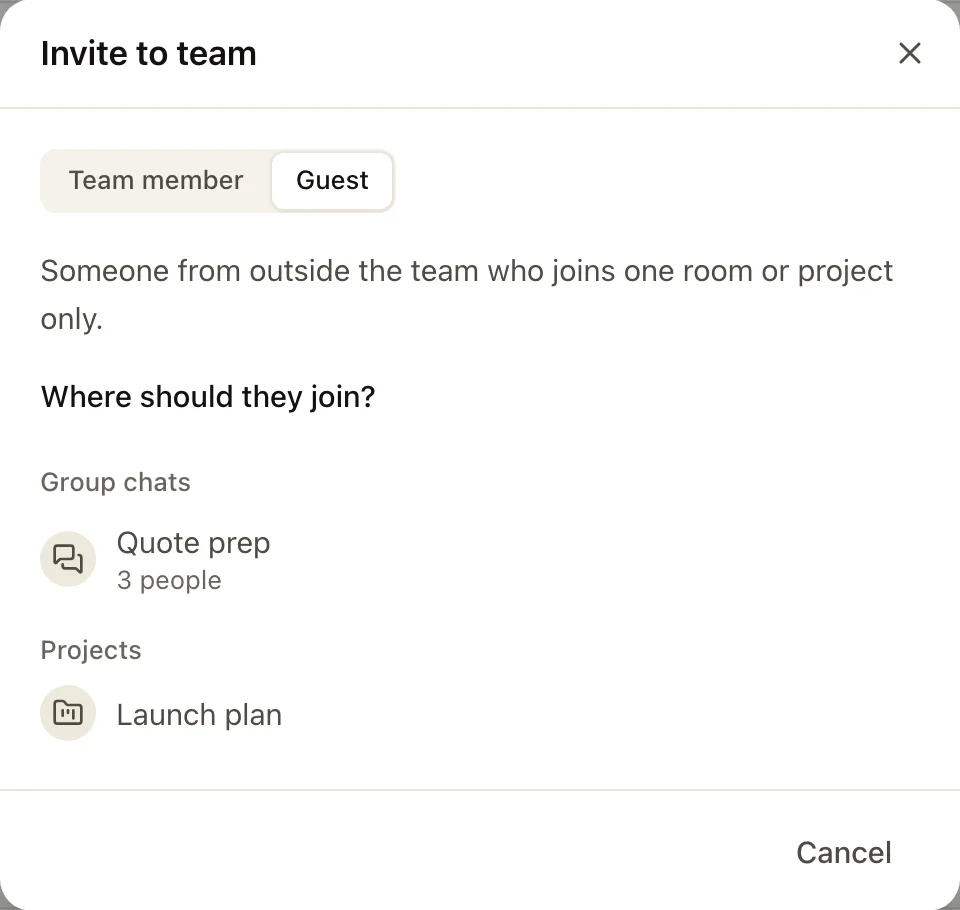 Invite to team
Team member
Guest
Someone from outside the team who joins one room or project
only.
Where should they join?
Group chats
Quote prep
3 people
Projects
Launch plan
Cancel